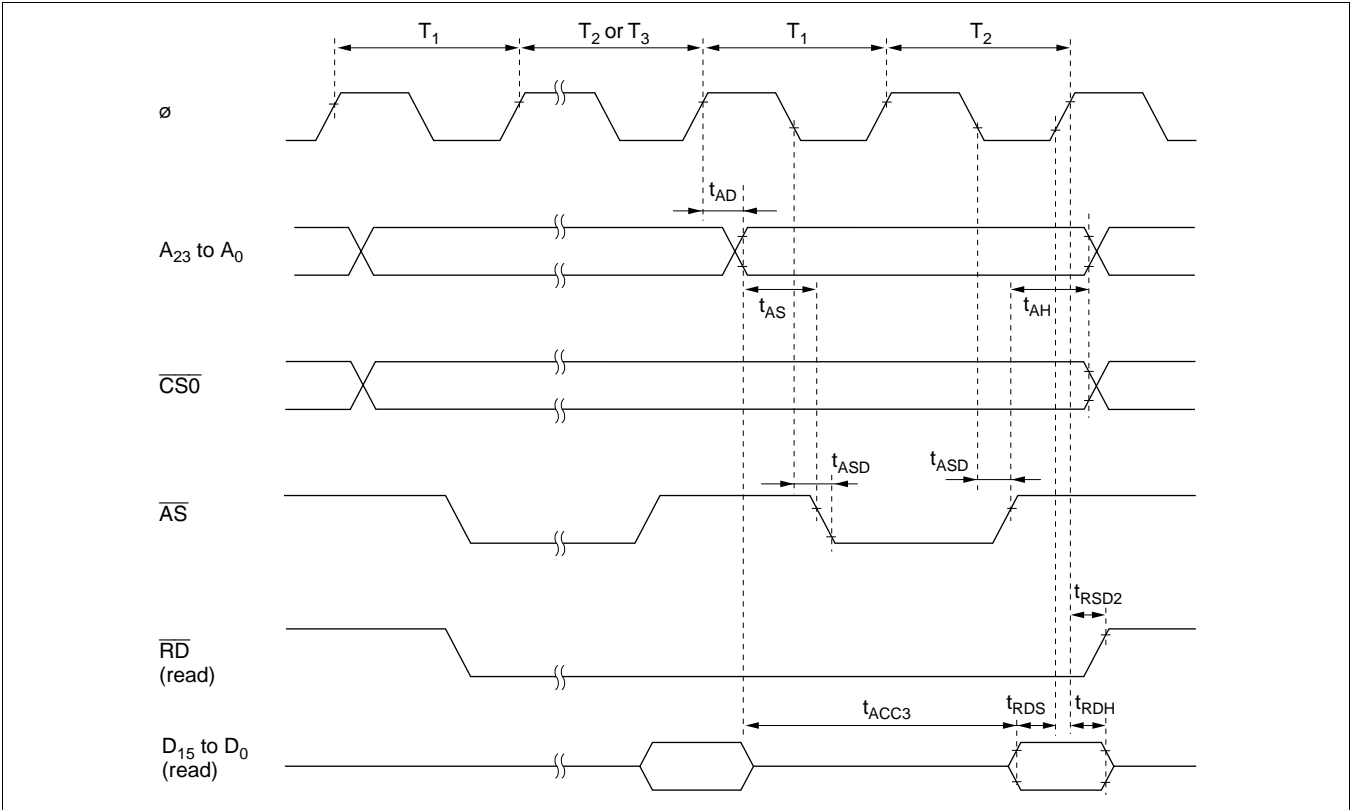 T1 T2 or T3 T1 T2
ø
tAD
A23 to A0
tAS tAH
CS0
tASD tASD
AS
tRSD2
RD
(read)
tACC3 tRDS tRDH
D15 to D0
(read)